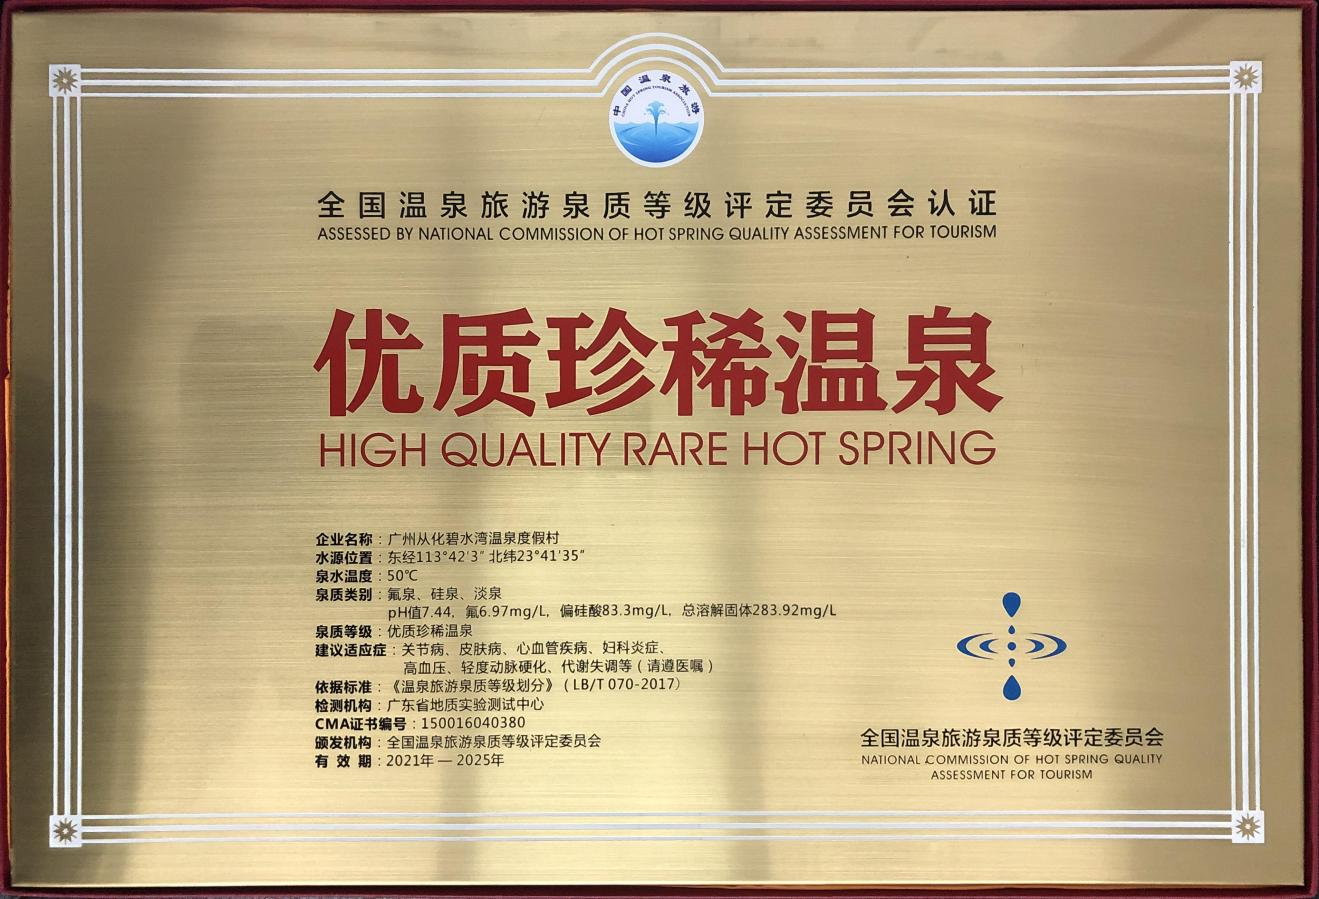 中国温泉旅游
CHINA HOT SPRING TOURISM ASSOCIATION
全国温泉旅游泉质等级评定委员会认证
ASSESSED BY NATIONAL COMMISSION OF HOT SPRING QUALITY ASSESSMENT FOR TOURISM
优质珍稀温泉
HIGH QUALITY RARE HOT SPRING
企业名称：广州从化碧水湾温泉度假村
水源位置：东经113°42′3″ 北纬23°41′35″
泉水温度：50℃
泉质类别：氟泉、硅泉、淡泉
pH值7.44，氟6.97mg/L，偏硅酸83.3mg/L，总溶解固体283.92mg/L
泉质等级：优质珍稀温泉
建议适应症：关节病、皮肤病、心血管疾病、妇科炎症、
高血压、轻度动脉硬化、代谢失调等（请遵医嘱）
依据标准：《温泉旅游泉质等级划分》（LB/T 070-2017）
检测机构：广东省地质实验测试中心
CMA证书编号：150016040380
颁发机构：全国温泉旅游泉质等级评定委员会
有 效 期：2021年 — 2025年
全国温泉旅游泉质等级评定委员会
NATIONAL COMMISSION OF HOT SPRING QUALITY
ASSESSMENT FOR TOURISM